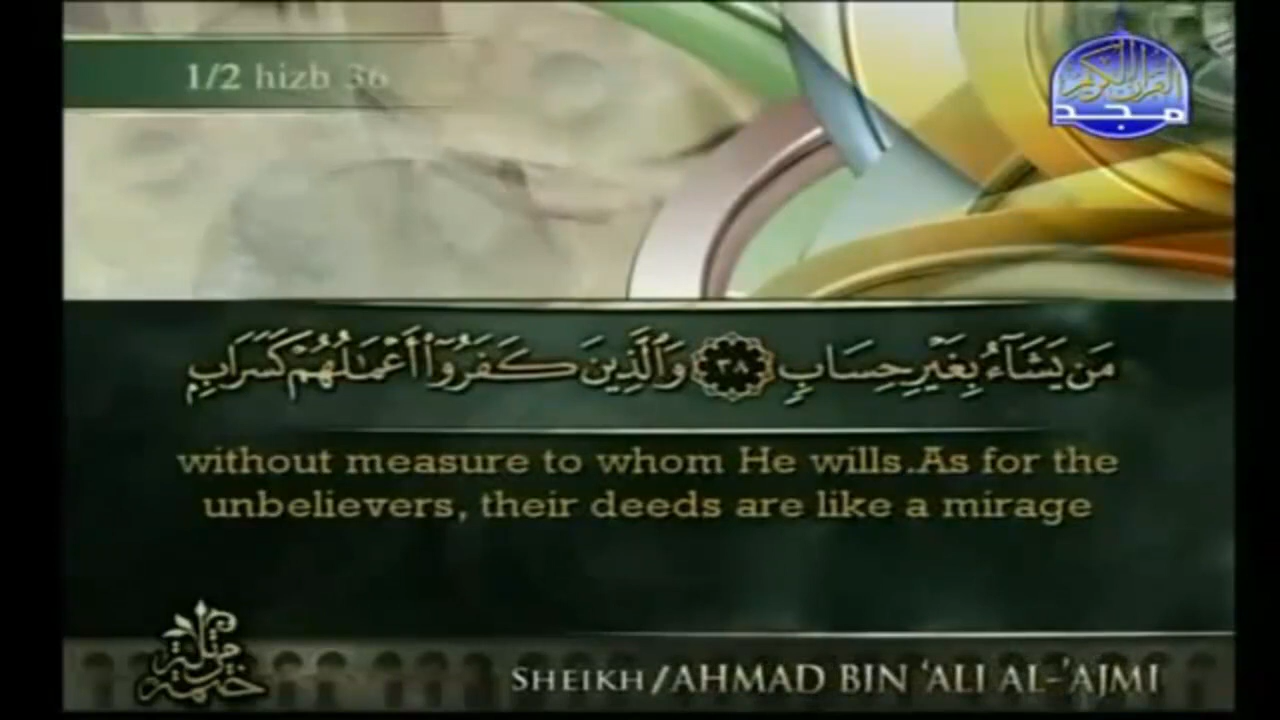 1/2 hizb 36
القرآن الكريم
مجد
مَن يَشَآءُ بِغَيْرِ حِسَابٍ ٣٨ وَٱلَّذِينَ كَفَرُوٓا۟ أَعْمَـٰلُهُمْ كَسَرَابٍۭ
without measure to whom He wills.As for the
unbelievers, their deeds are like a mirage
ختمة مرتلة
SHEIKH/AHMAD BIN ‘ALI AL-’AJMI